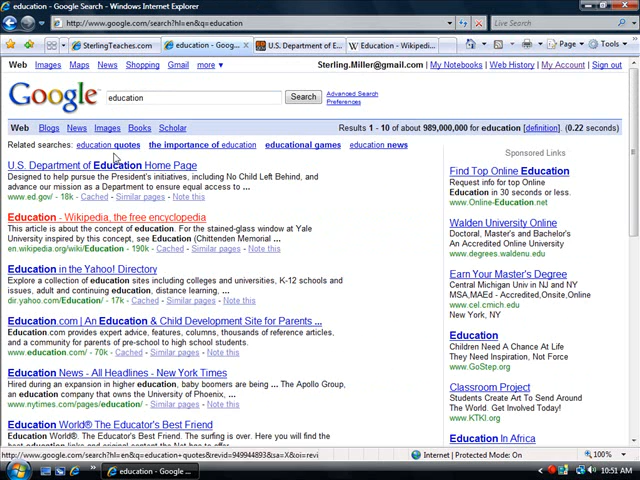 education - Google Search - Windows Internet Explorer
http://www.google.com/search?hl=en&q=education
Live Search
SterlingTeaches.com
education - Google S...
U.S. Department of E...
Wikipedia - Wikipedi...
Page
Tools
Web Images Maps News Shopping Gmail more ▼
Sterling.Miller@gmail.com | My Notebooks | Web History | My Account | Sign out
Google
education
Search
Advanced Search
Preferences
Web Blogs News Images Books Scholar
Results 1 - 10 of about 989,000,000 for education [definition]. (0.22 seconds)
Related searches: education quotes the importance of education educational games education news
U.S. Department of Education Home Page
Designed to help pursue the President's initiatives, including No Child Left Behind, and
advance our mission as a Department to ensure equal access to ...
www.ed.gov/ - 18k - Cached - Similar pages - Note this
Education - Wikipedia, the free encyclopedia
This article is about the concept of education. For the stained-glass window at Yale
University inspired by this concept, see Education (Chittenden Memorial ...
en.wikipedia.org/wiki/Education - 190k - Cached - Similar pages - Note this
Education in the Yahoo! Directory
Explore a collection of education sites including colleges and universities, K-12 schools and
issues, adult and continuing education, distance learning, ...
dir.yahoo.com/Education/ - 17k - Cached - Similar pages - Note this
Education.com | An Education & Child Development Site for Parents ...
Education.com provides expert advice, features, columns, thousands of reference articles,
and a community for parents of pre-school to high school students.
www.education.com/ - 70k - Cached - Similar pages - Note this
Education News - All Headlines - New York Times
Hired during an expansion in higher education, baby boomers are being ... The Apollo Group,
Inc, that owns the University of Phoenix, ...
www.nytimes.com/pages/education/ - Similar pages - Note this
Education World® The Educator's Best Friend
Education World® The Educator's Best Friend. The surfing is over. Here you will find the
Sponsored Links
Find Top Online Education
Request info for top Online
Education in 30 seconds or less.
www.Online-Education.net
Walden University Online
Doctoral, Master's and Bachelor's
An Accredited Online University
www.degrees.waldenu.edu
Earn Your Master's Degree
Central Michigan Univ in NJ and NY
MSA,MAEd - Accredited,Onsite,Online
www.cel.cmich.edu
New York, NY
Education
Children Need A Chance At Life
They Need Inspiration, Not Force
www.GoStep.org
Classroom Project
Students Create Art To Send Around
The World. Get Involved Today!
www.KTKI.org
Education In Africa
http://www.google.com/search?hl=en&q=education+quotes&revid=949944893&sa=X&oi=revi
Internet | Protected Mode: On
100%
education - Google ...
10:51 AM